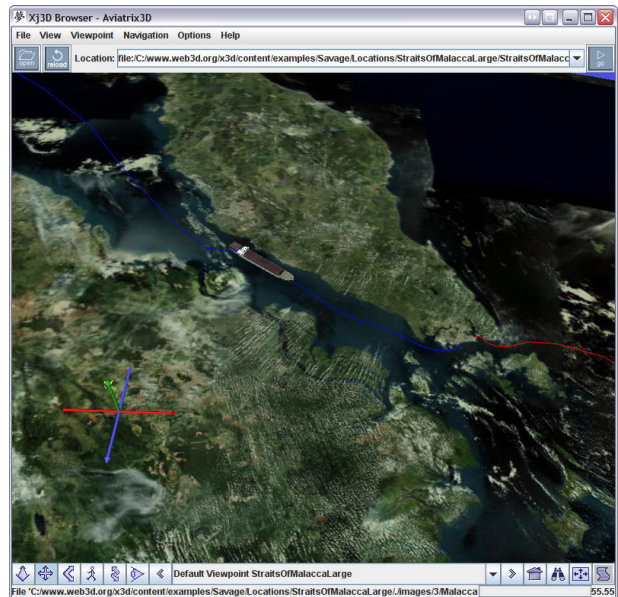 夢 Xj3D Browser - Aviatrix3D
File View Viewpoint Navigation Options Help
open reload Location: file:/C:/www.web3d.org/x3d/content/examples/Savage/Locations/StraitsOfMalaccaLarge/StraitsOfMalacc go
Default Viewpoint StraitsOfMalaccaLarge
File 'C:/www.web3d.org/x3d/content/examples/Savage/Locations/StraitsOfMalaccaLarge/./images/3/Malacca 55.55